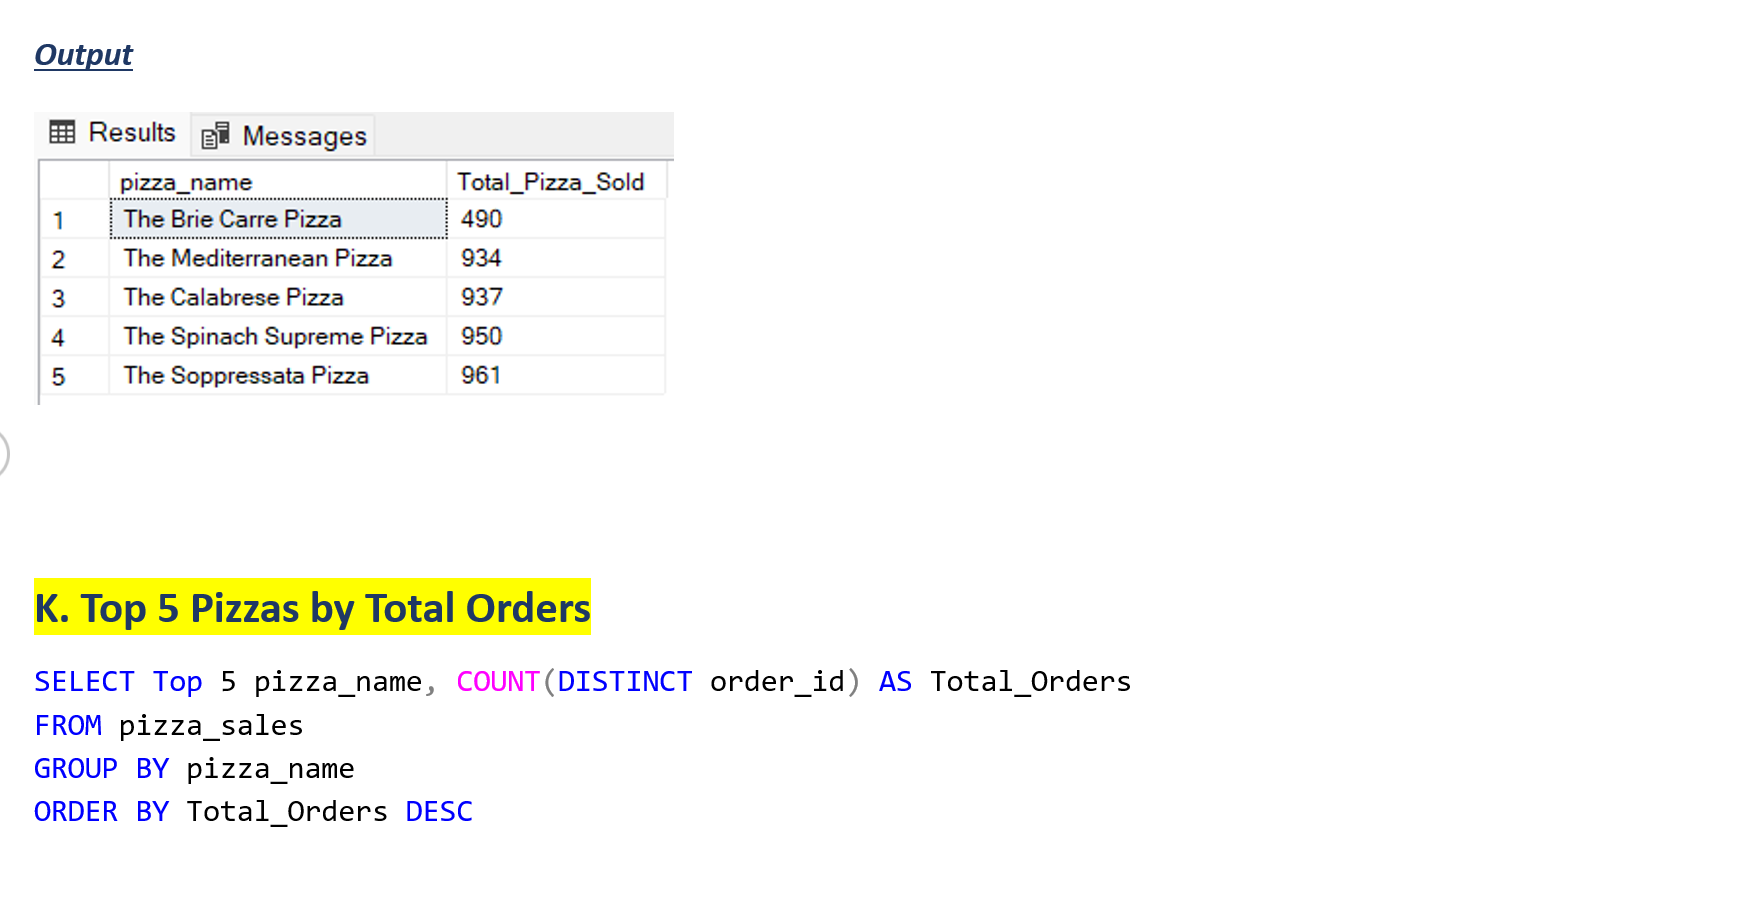 Output
Results Messages
pizza_name Total_Pizza_Sold
1 The Brie Carre Pizza 490
2 The Mediterranean Pizza 934
3 The Calabrese Pizza 937
4 The Spinach Supreme Pizza 950
5 The Soppressata Pizza 961
K. Top 5 Pizzas by Total Orders
SELECT Top 5 pizza_name, COUNT(DISTINCT order_id) AS Total_Orders
FROM pizza_sales
GROUP BY pizza_name
ORDER BY Total_Orders DESC